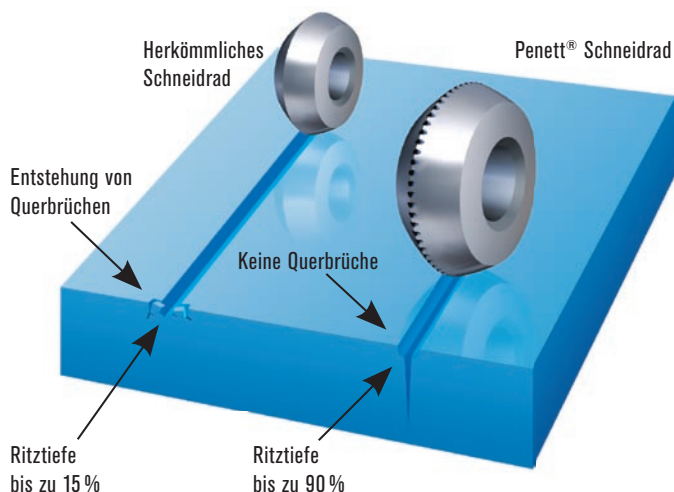 Herkömmliches
Schneidrad
Penett® Schneidrad
Entstehung von
Querbrüchen
Keine Querbrüche
Ritztiefe
bis zu 15 %
Ritztiefe
bis zu 90 %